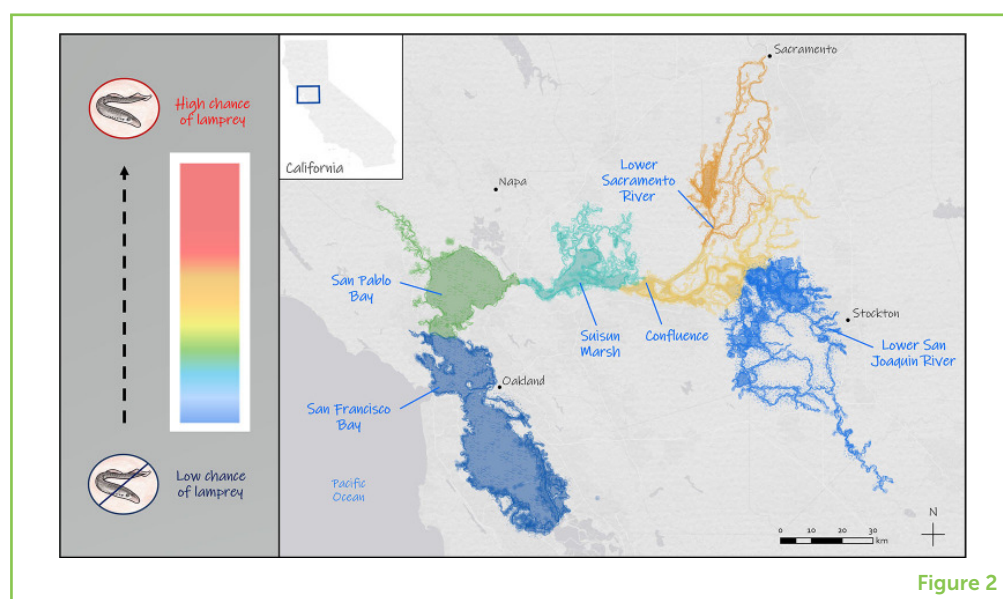 High chance
of lamprey
Low chance
of lamprey
California
Sacramento
Napa
Lower
Sacramento
River
San Pablo
Bay
Suisun
Marsh
Confluence
Stockton
Lower San
Joaquin River
Oakland
San Francisco
Bay
Pacific
Ocean
N
0 10 20 30
km
Figure 2